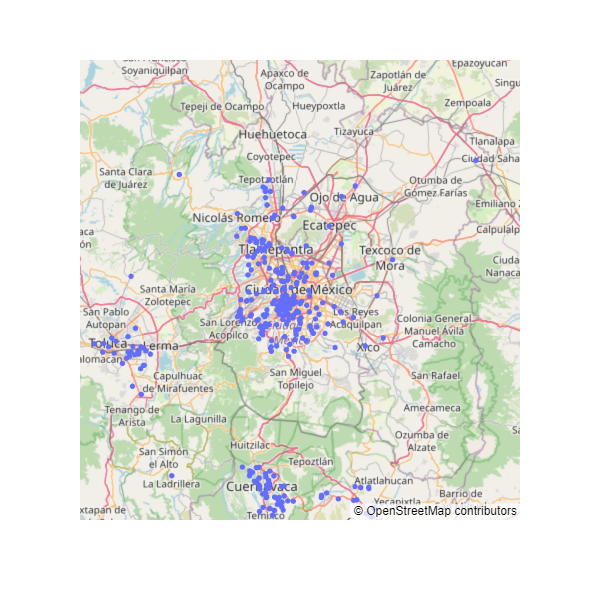 Epazoyucan
Soyaniquilpan
Apaxco de
Ocampo
Zapotlán de
Juárez
Singu
Tepeji de Ocampo
Hueypoxtla
Zempoala
Huehuetoca
Tizayuca
Tlanalapa
Coyotepec
Ciudad Saha
Santa Clara
de Juárez
Tepotzotlán
Ojo de Agua
Otumba de
Gómez Farías
Emiliano Z
Nicolás Romero
Ecatepec
Calpulalp
Tlalnepantla
Texcoco de
Mora
Ciudad
Nanaca
Santa María
Zolotepec
Ciudad de México
San Pablo
Autopan
San Lorenzo
Acopilco
Los Reyes
Acaquilpan
Colonia General
Manuel Ávila
Camacho
Toluca
Lerma
Xico
Capulhuac
de Mirafuentes
San Miguel
Topilejo
San Rafael
Tenango de
Arista
La Lagunilla
Amecameca
Huitzilac
Ozumba de
Alzate
San Simón
el Alto
Tepoztlán
La Ladrillera
Cuernavaca
Atlatlahucan
Yecapixtla
Barrio de
ixtapan de
Temixco
© OpenStreetMap contributors